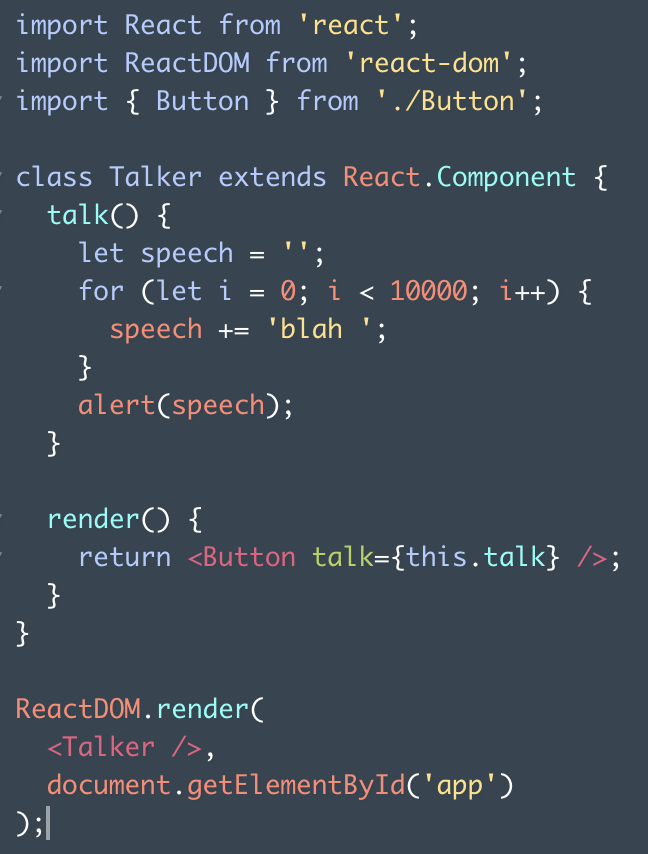 import React from 'react';
import ReactDOM from 'react-dom';
import { Button } from './Button';
class Talker extends React.Component {
talk() {
let speech = '';
for (let i = 0; i < 10000; i++) {
speech += 'blah ';
}
alert(speech);
}
render() {
return <Button talk={this.talk} />;
}
}
ReactDOM.render(
<Talker />,
document.getElementById('app')
);